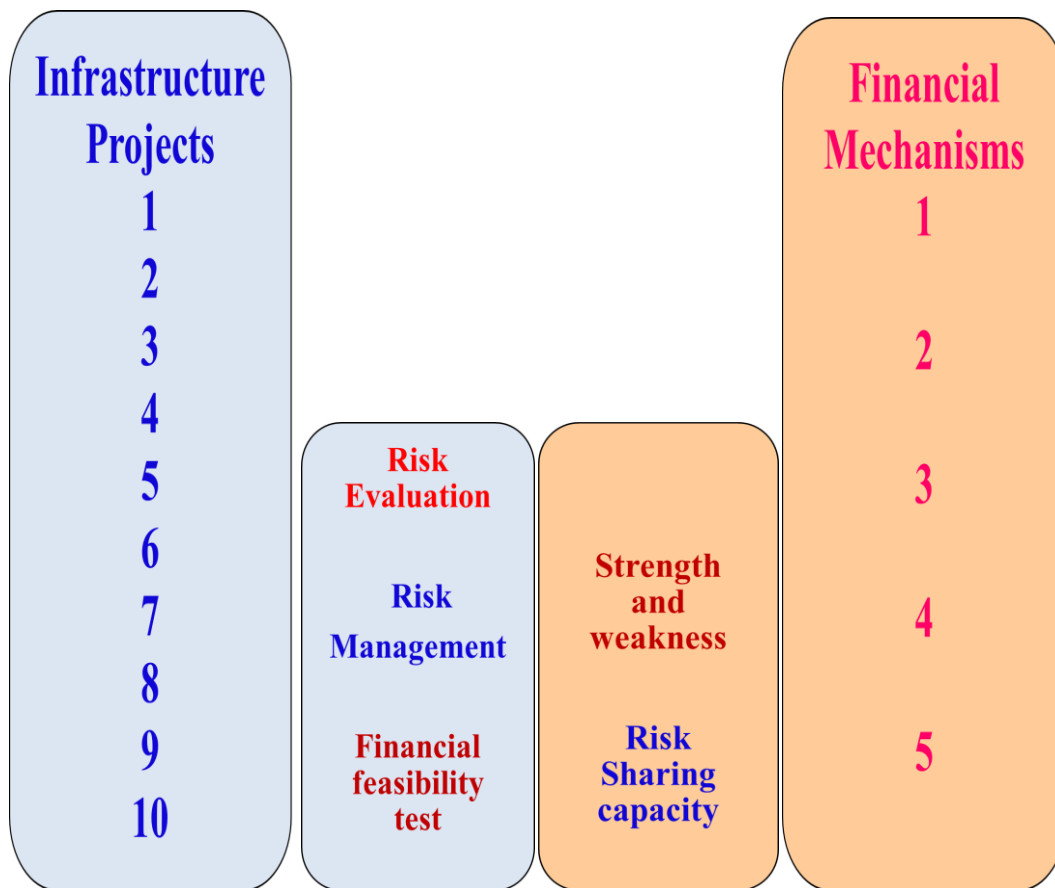 Infrastructure
Projects
1
2
3
4
5
6
7
8
9
10
Risk
Evaluation
Risk
Management
Financial
feasibility
test
Strength
and
weakness
Risk
Sharing
capacity
Financial
Mechanisms
1
2
3
4
5